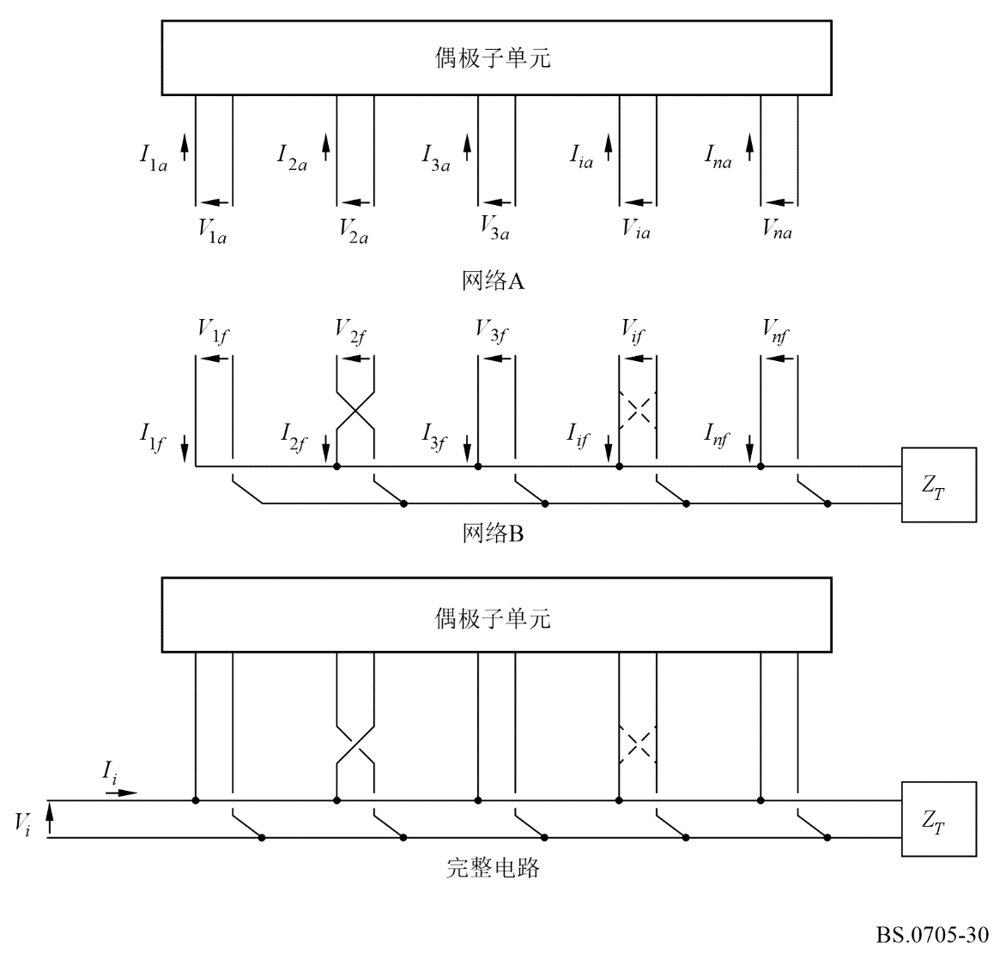 偶极子单元
I1a I2a I3a Iia Ina
V1a V2a V3a Via Vna
网络A
V1f V2f V3f Vif Vnf
I1f I2f I3f Iif Inf
ZT
网络B
偶极子单元
Ii
Vi ZT
完整电路
BS.0705-30